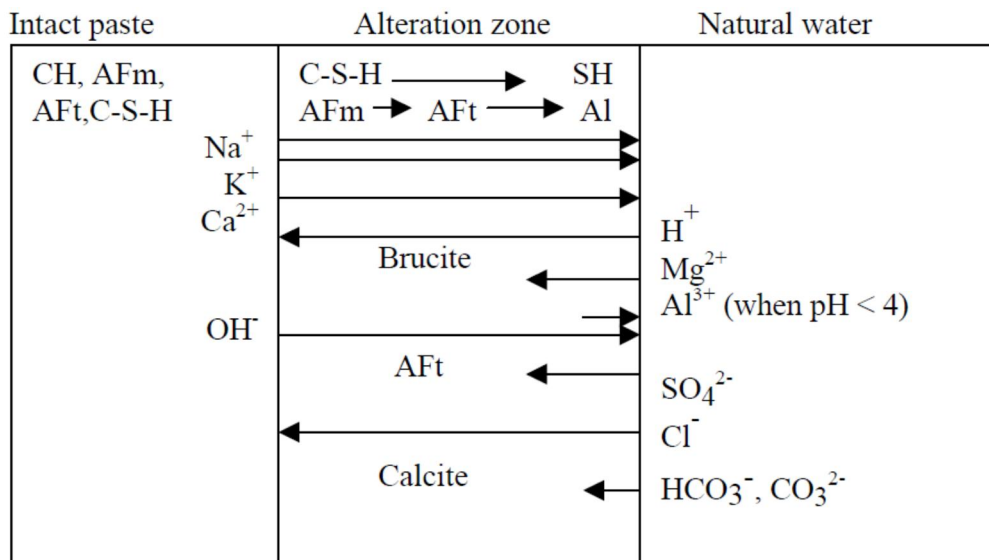 Intact paste Alteration zone Natural water
CH, AFm, C-S-H SH
AFt,C-S-H AFm AFt Al
Na⁺
K⁺
Ca²⁺ H⁺
Brucite Mg²⁺
Al³⁺ (when pH < 4)
OH⁻
AFt
SO₄²⁻
Cl⁻
Calcite HCO₃⁻, CO₃²⁻